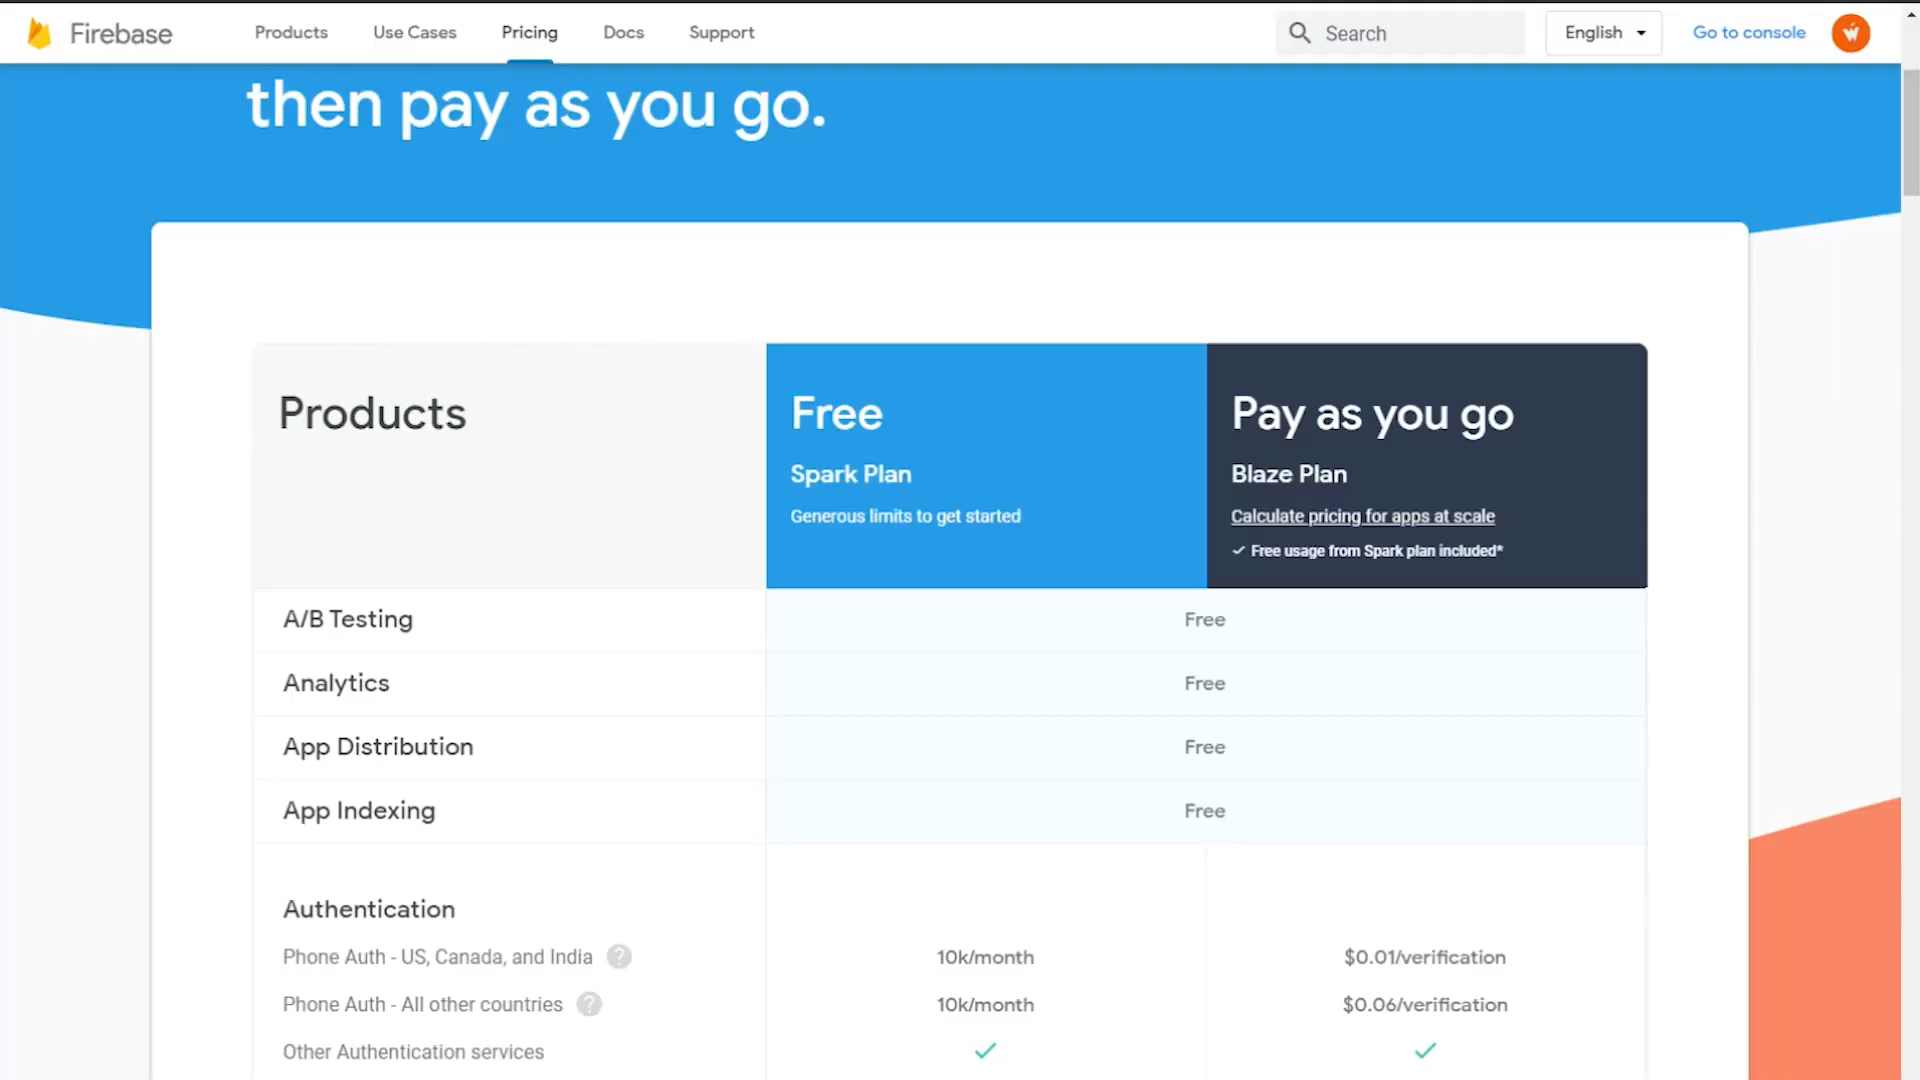 Firebase
Products Use Cases Pricing Docs Support Search English Go to console
then pay as you go.
Products Free Pay as you go
Spark Plan Blaze Plan
Generous limits to get started Calculate pricing for apps at scale
✓ Free usage from Spark plan included*
A/B Testing Free
Analytics Free
App Distribution Free
App Indexing Free
Authentication
Phone Auth - US, Canada, and India ? 10k/month $0.01/verification
Phone Auth - All other countries ? 10k/month $0.06/verification
Other Authentication services ✓ ✓